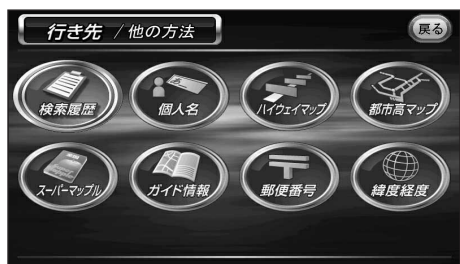 行き先 / 他の方法
戻る
検索履歴
個人名
ハイウェイマップ
都市高マップ
スーパーマップル
ガイド情報
郵便番号
緯度経度